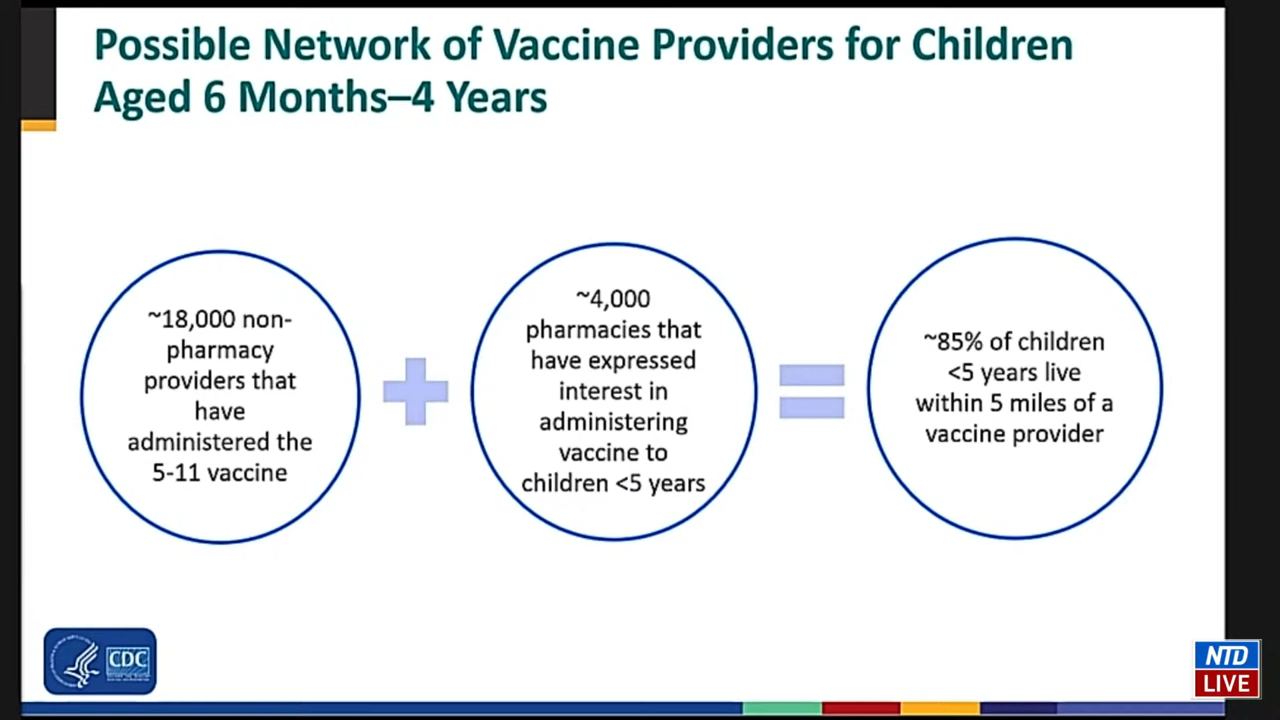 Possible Network of Vaccine Providers for Children
Aged 6 Months–4 Years
~18,000 non-
pharmacy
providers that
have
administered the
5-11 vaccine
~4,000
pharmacies that
have expressed
interest in
administering
vaccine to
children <5 years
~85% of children
<5 years live
within 5 miles of a
vaccine provider
CDC
NTD
LIVE